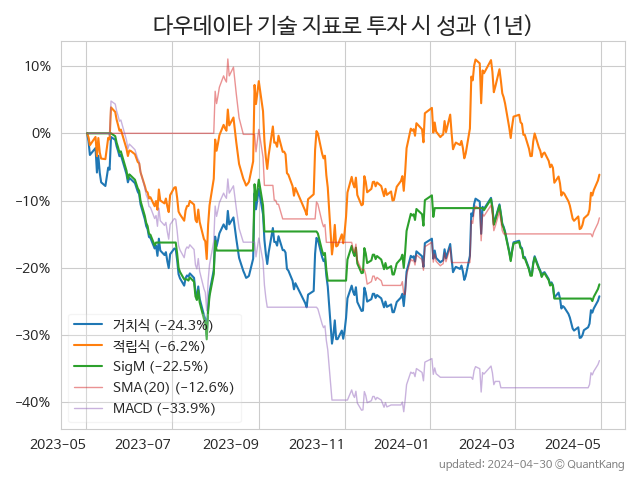 다우데이타 기술 지표로 투자 시 성과 (1년)
10%
0%
−10%
−20%
−30%
−40%
거치식 (−24.3%)
적립식 (−6.2%)
SigM (−22.5%)
SMA(20) (−12.6%)
MACD (−33.9%)
2023-05 2023-07 2023-09 2023-11 2024-01 2024-03 2024-05
updated: 2024-04-30 © QuantKang